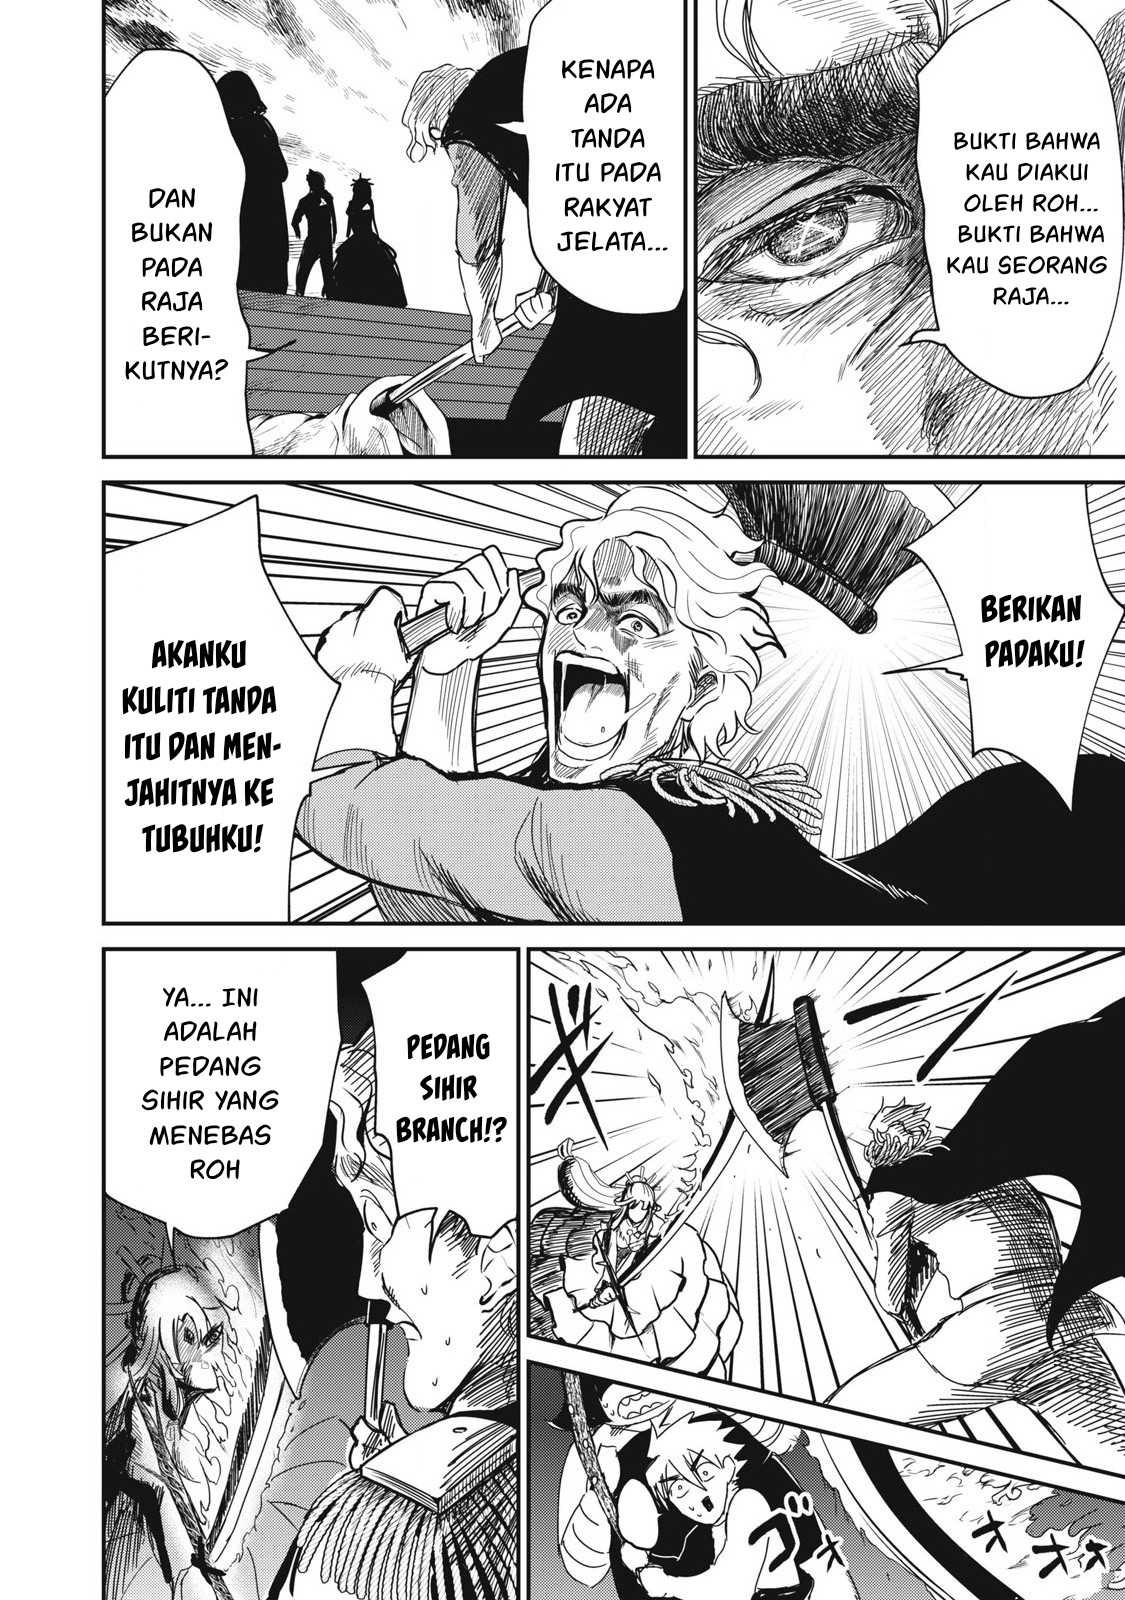 BUKTI BAHWA
KAU DIAKUI
OLEH ROH...
BUKTI BAHWA
KAU SEORANG
RAJA...
KENAPA
ADA
TANDA
ITU PADA
RAKYAT
JELATA...
DAN
BUKAN
PADA
RAJA
BERI-
KUTNYA?
BERIKAN
PADAKU!
AKANKU
KULITI TANDA
ITU DAN MEN-
JAHITNYA KE
TUBUHKU!
PEDANG
SIHIR
BRANCH!?
YA... INI
ADALAH
PEDANG
SIHIR YANG
MENEBAS
ROH